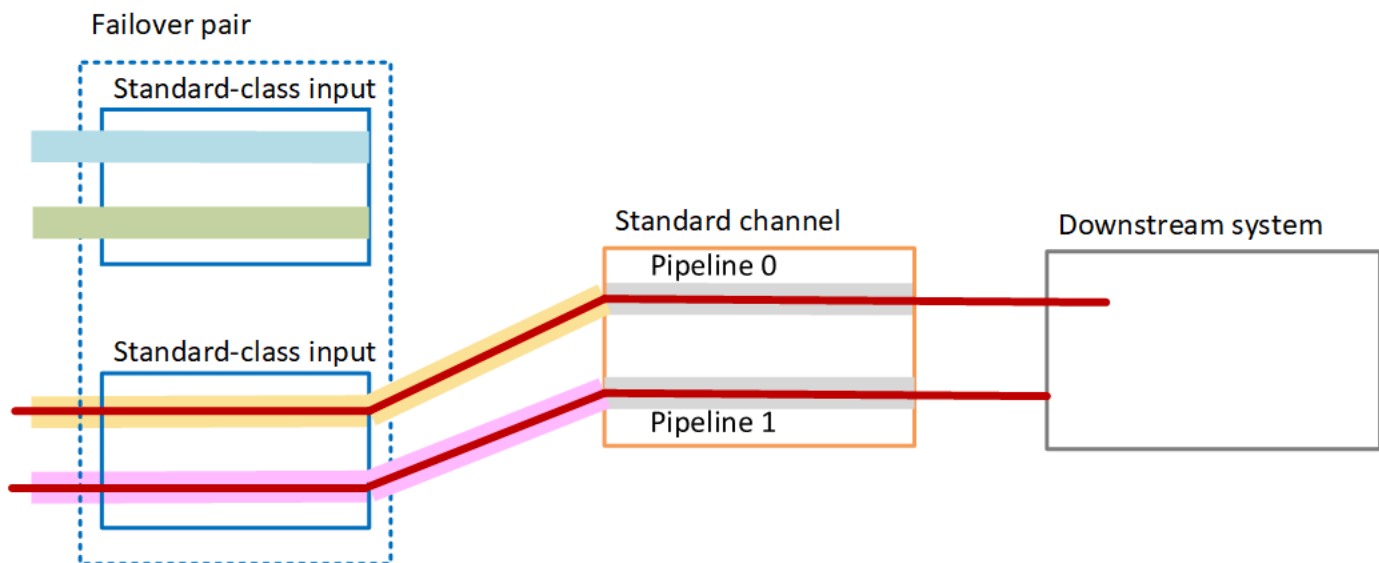 Failover pair
Standard-class input
Standard channel
Downstream system
Pipeline 0
Standard-class input
Pipeline 1